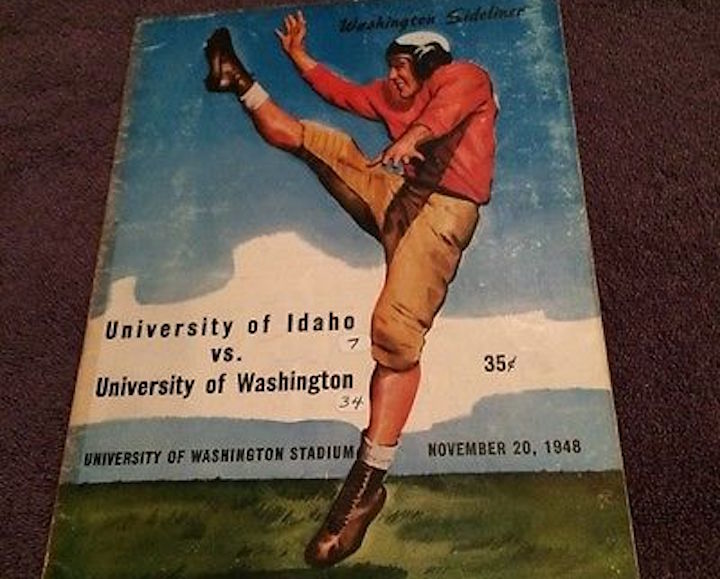 Washington Sideliner
University of Idaho
7
vs.
University of Washington
34
35¢
UNIVERSITY OF WASHINGTON STADIUM
NOVEMBER 20, 1948